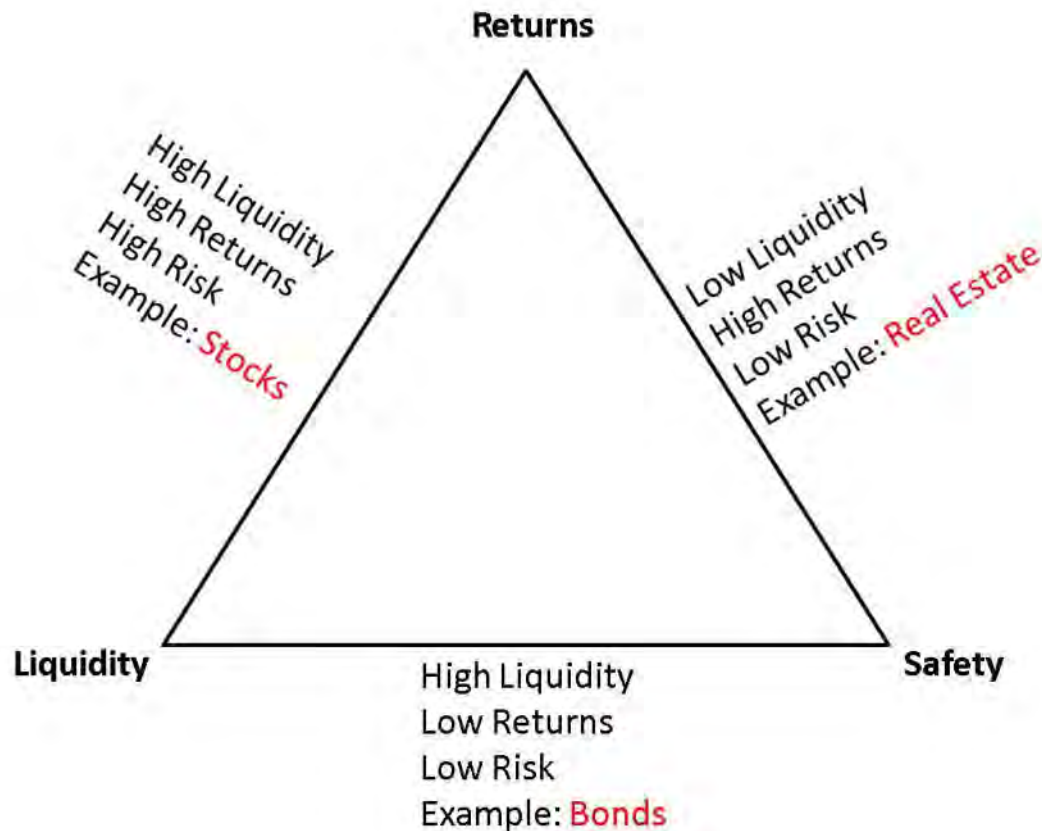 Returns
High Liquidity
High Returns
High Risk
Example: Stocks
Low Liquidity
High Returns
Low Risk
Example: Real Estate
Liquidity
Safety
High Liquidity
Low Returns
Low Risk
Example: Bonds